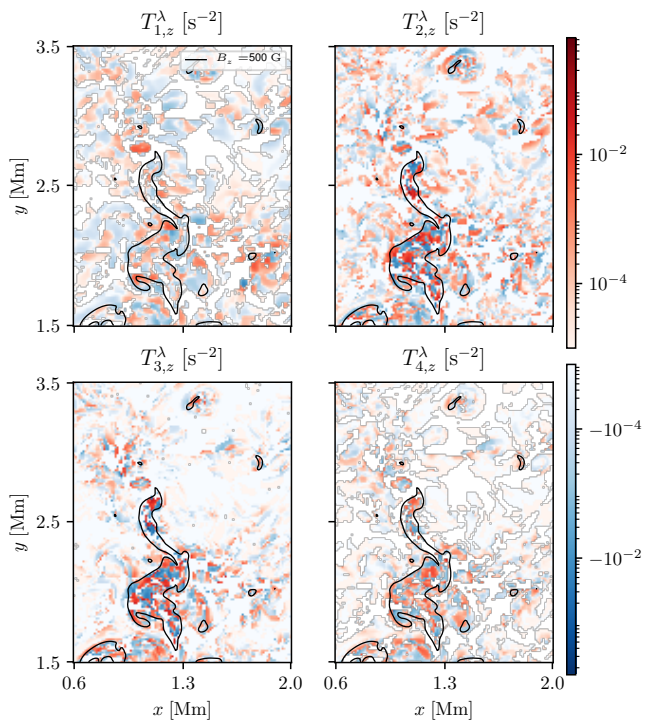 T^λ_{1,z} [s^{−2}]
T^λ_{2,z} [s^{−2}]
B_z =500 G
3.5
2.5
1.5
y [Mm]
10^{−2}
10^{−4}
T^λ_{3,z} [s^{−2}]
T^λ_{4,z} [s^{−2}]
3.5
2.5
1.5
y [Mm]
−10^{−4}
−10^{−2}
0.6 1.3 2.0
0.6 1.3 2.0
x [Mm]
x [Mm]